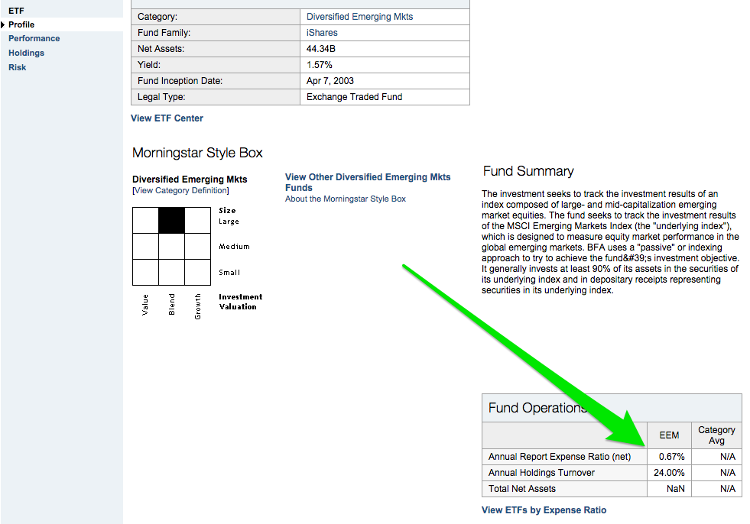 ETF
Profile
Performance
Holdings
Risk
Category: Diversified Emerging Mkts
Fund Family: iShares
Net Assets: 44.34B
Yield: 1.57%
Fund Inception Date: Apr 7, 2003
Legal Type: Exchange Traded Fund
View ETF Center
Morningstar Style Box
Diversified Emerging Mkts
[View Category Definition]
Size
Large
Medium
Small
Value
Blend
Growth
Investment
Valuation
View Other Diversified Emerging Mkts
Funds
About the Morningstar Style Box
Fund Summary
The investment seeks to track the investment results of an
index composed of large- and mid-capitalization emerging
market equities. The fund seeks to track the investment results
of the MSCI Emerging Markets Index (the "underlying index"),
which is designed to measure equity market performance in the
global emerging markets. BFA uses a "passive" or indexing
approach to try to achieve the fund&#39;s investment objective.
It generally invests at least 90% of its assets in the securities of
its underlying index and in depositary receipts representing
securities in its underlying index.
Fund Operations
EEM Category
Avg
Annual Report Expense Ratio (net) 0.67% N/A
Annual Holdings Turnover 24.00% N/A
Total Net Assets NaN N/A
View ETFs by Expense Ratio